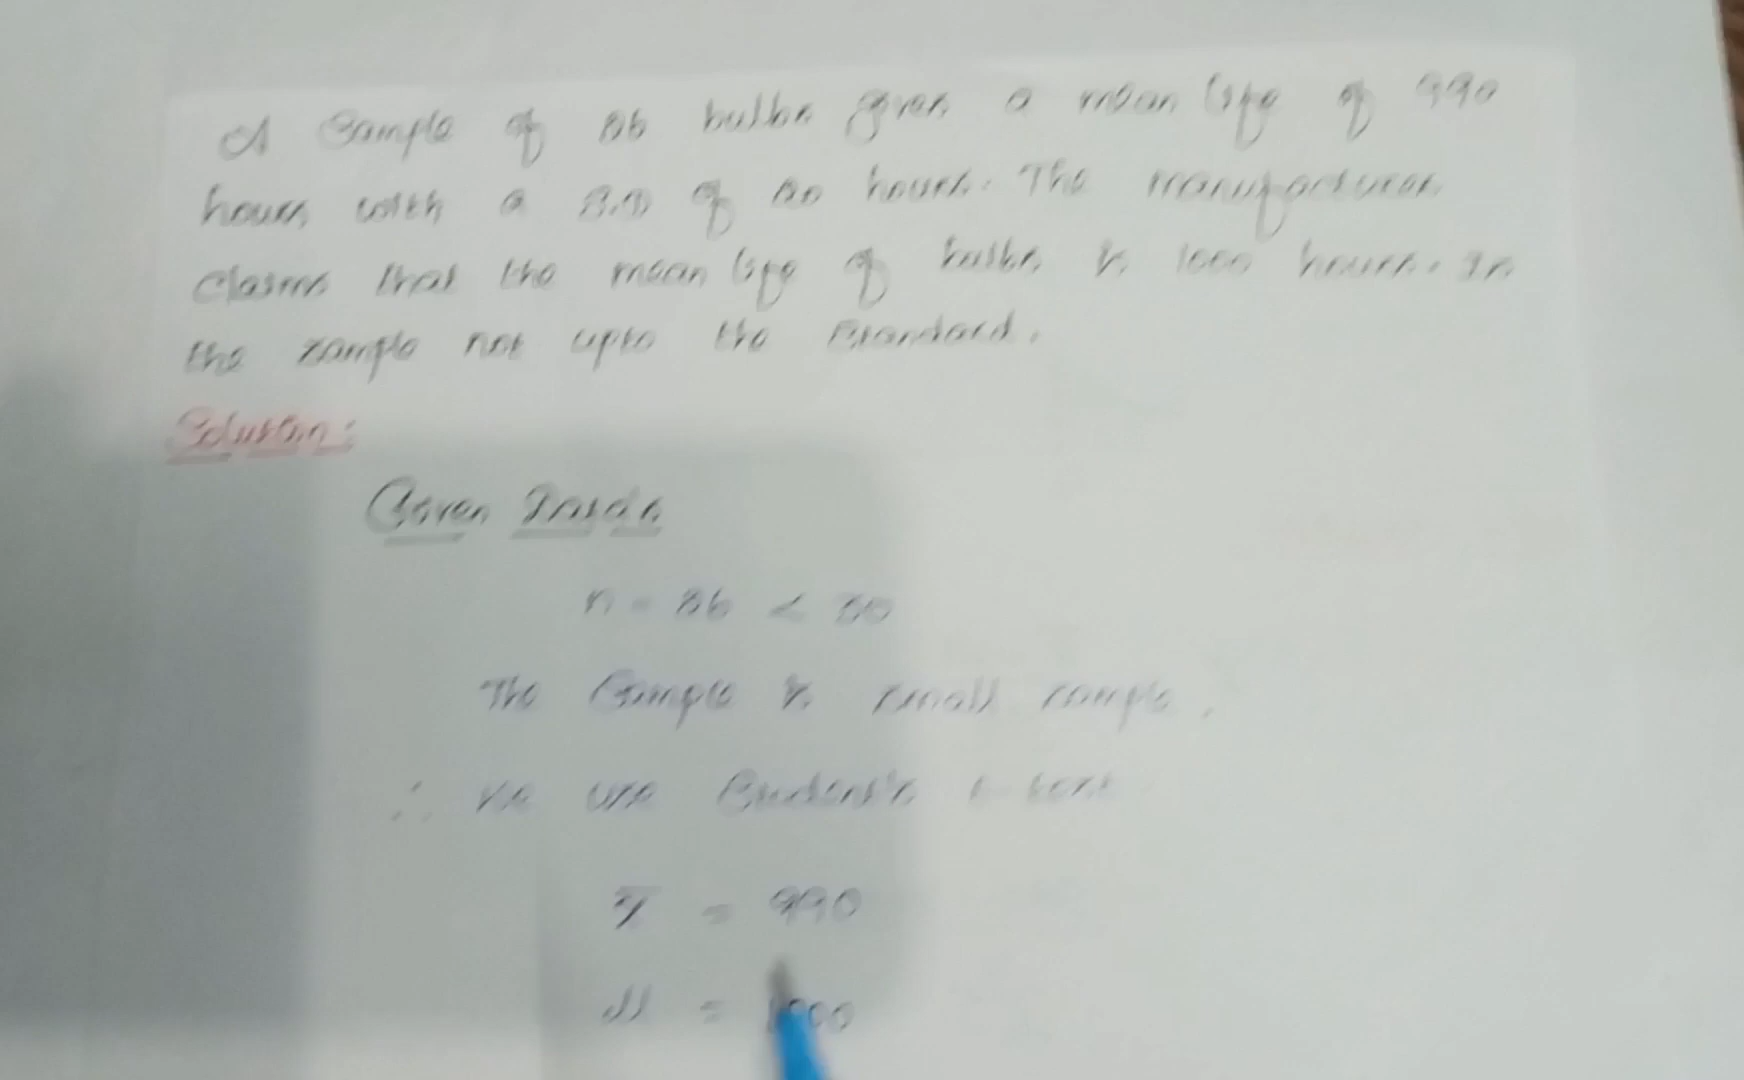 A Sample of 26 bulbs gives a mean life of 990
hours with a S.D of 20 hours. The manufacturer
claims that the mean life of bulbs is 1000 hours. Is
the sample not upto the standard.
Solution:
Given
n = 26 < 30
The Sample is small sample.
∴ We use Student's t-test
x̄ = 990
μ = 1000